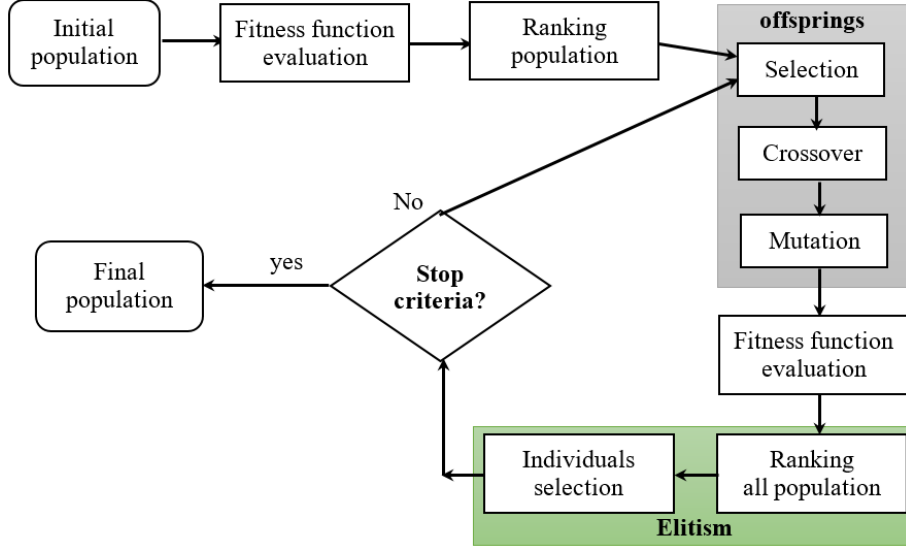 Initial
population
Fitness function
evaluation
Ranking
population
offsprings
Selection
Crossover
Mutation
No
yes
Stop
criteria?
Final
population
Fitness function
evaluation
Ranking
all population
Individuals
selection
Elitism